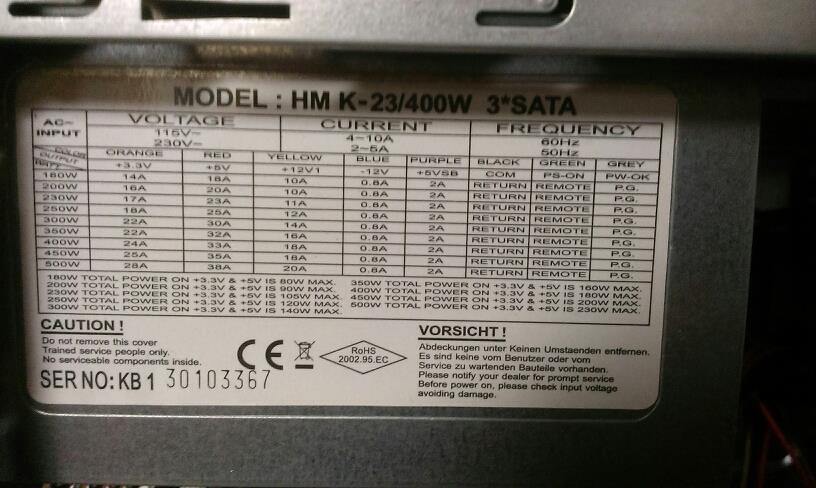 MODEL : HM K-23/400W 3*SATA
AC~ INPUT VOLTAGE CURRENT FREQUENCY
115V~ 4~10A 60Hz
230V~ 2~5A 50Hz
COLOR OUTPUT WATT ORANGE RED YELLOW BLUE PURPLE BLACK GREEN GREY
+3.3V +5V +12V1 -12V +5VSB COM PS-ON PW-OK
180W 14A 18A 10A 0.8A 2A RETURN REMOTE P.G.
200W 16A 20A 10A 0.8A 2A RETURN REMOTE P.G.
230W 17A 23A 11A 0.8A 2A RETURN REMOTE P.G.
250W 18A 25A 12A 0.8A 2A RETURN REMOTE P.G.
300W 22A 30A 14A 0.8A 2A RETURN REMOTE P.G.
350W 22A 32A 16A 0.8A 2A RETURN REMOTE P.G.
400W 24A 33A 18A 0.8A 2A RETURN REMOTE P.G.
450W 25A 35A 18A 0.8A 2A RETURN REMOTE P.G.
500W 28A 38A 20A 0.8A 2A RETURN REMOTE P.G.
180W TOTAL POWER ON +3.3V & +5V IS 80W MAX. 350W TOTAL POWER ON +3.3V & +5V IS 160W MAX.
200W TOTAL POWER ON +3.3V & +5V IS 90W MAX. 400W TOTAL POWER ON +3.3V & +5V IS 180W MAX.
230W TOTAL POWER ON +3.3V & +5V IS 105W MAX. 450W TOTAL POWER ON +3.3V & +5V IS 200W MAX.
250W TOTAL POWER ON +3.3V & +5V IS 120W MAX. 500W TOTAL POWER ON +3.3V & +5V IS 230W MAX.
300W TOTAL POWER ON +3.3V & +5V IS 140W MAX.
CAUTION !
Do not remove this cover
Trained service people only.
No serviceable components inside.
CE
RoHS
2002.95.EC
SER NO: KB1 30103367
VORSICHT !
Abdeckungen unter Keinen Umstaenden entfernen.
Es sind keine vom Benutzer oder vom
Service zu wartenden Bauteile vorhanden.
Please notify your dealer for prompt service
Before power on, please check input voltage
avoiding damage.